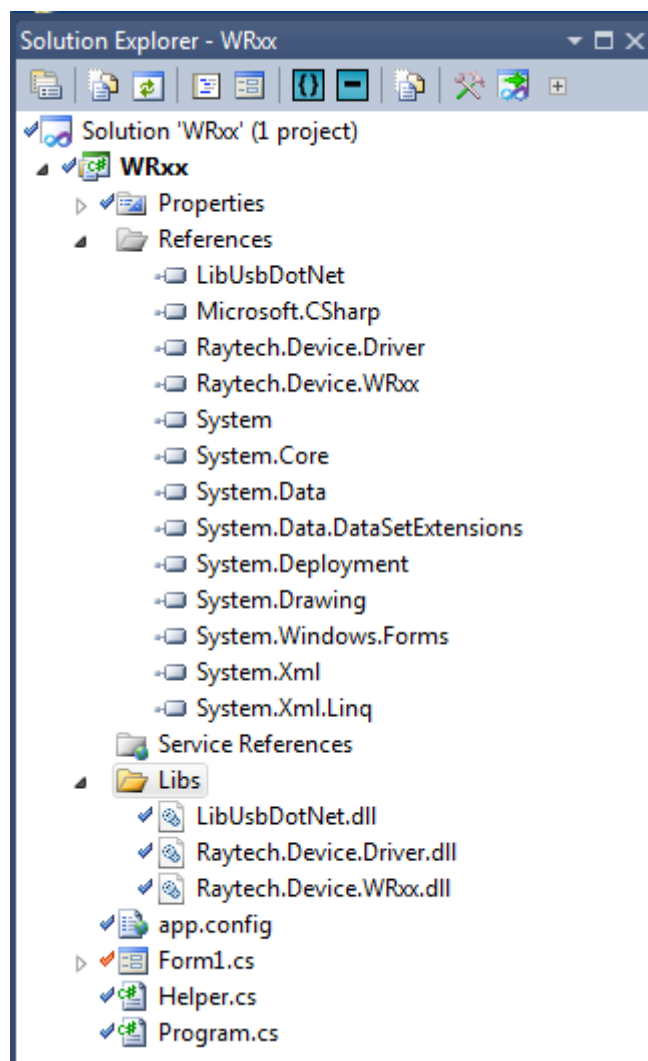 Solution Explorer - WRxx
Solution 'WRxx' (1 project)
WRxx
Properties
References
LibUsbDotNet
Microsoft.CSharp
Raytech.Device.Driver
Raytech.Device.WRxx
System
System.Core
System.Data
System.Data.DataSetExtensions
System.Deployment
System.Drawing
System.Windows.Forms
System.Xml
System.Xml.Linq
Service References
Libs
LibUsbDotNet.dll
Raytech.Device.Driver.dll
Raytech.Device.WRxx.dll
app.config
Form1.cs
Helper.cs
Program.cs